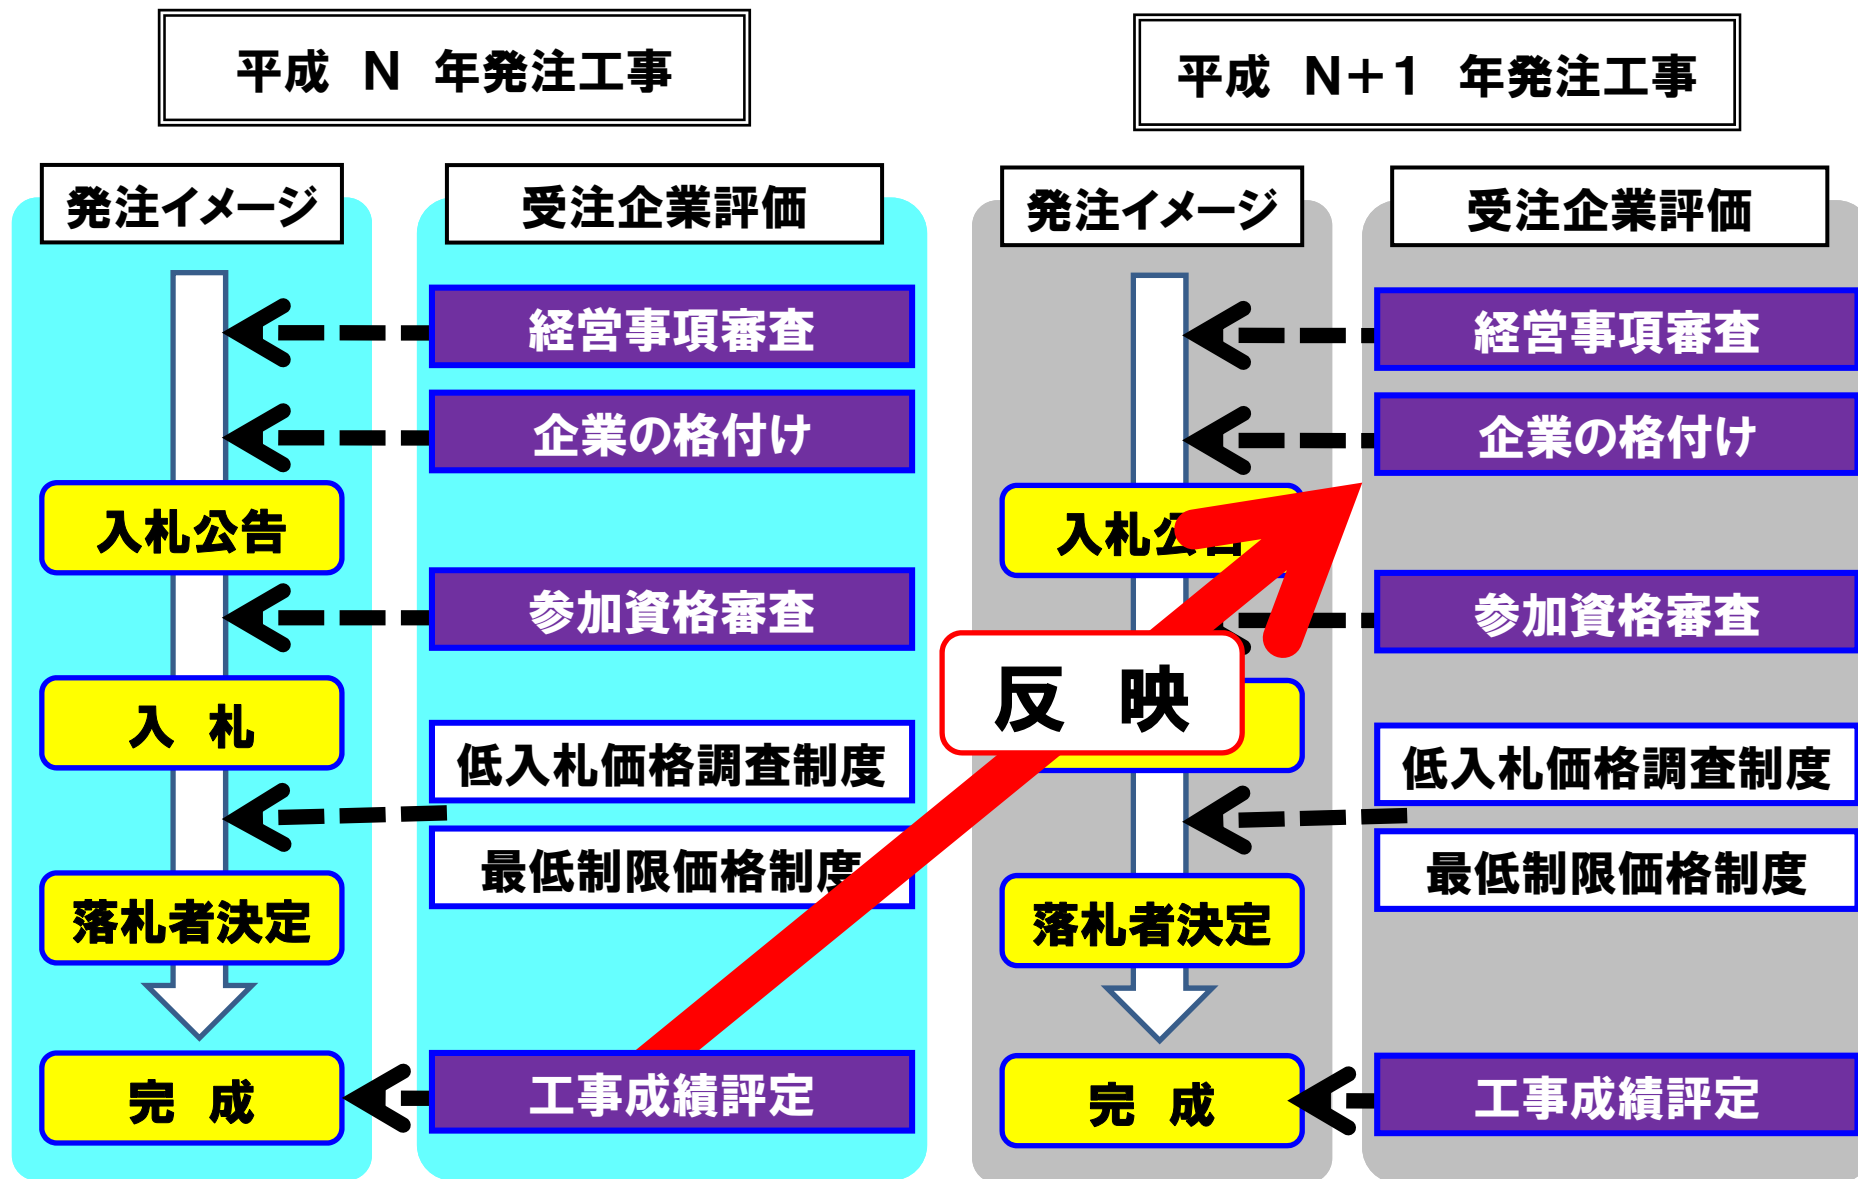 平成 N 年発注工事
発注イメージ
受注企業評価
経営事項審査
企業の格付け
入札公告
参加資格審査
入 札
低入札価格調査制度
最低制限価格制度
落札者決定
完 成
工事成績評定
反 映
平成 N+1 年発注工事
発注イメージ
受注企業評価
経営事項審査
企業の格付け
入札公告
参加資格審査
低入札価格調査制度
最低制限価格制度
落札者決定
完 成
工事成績評定